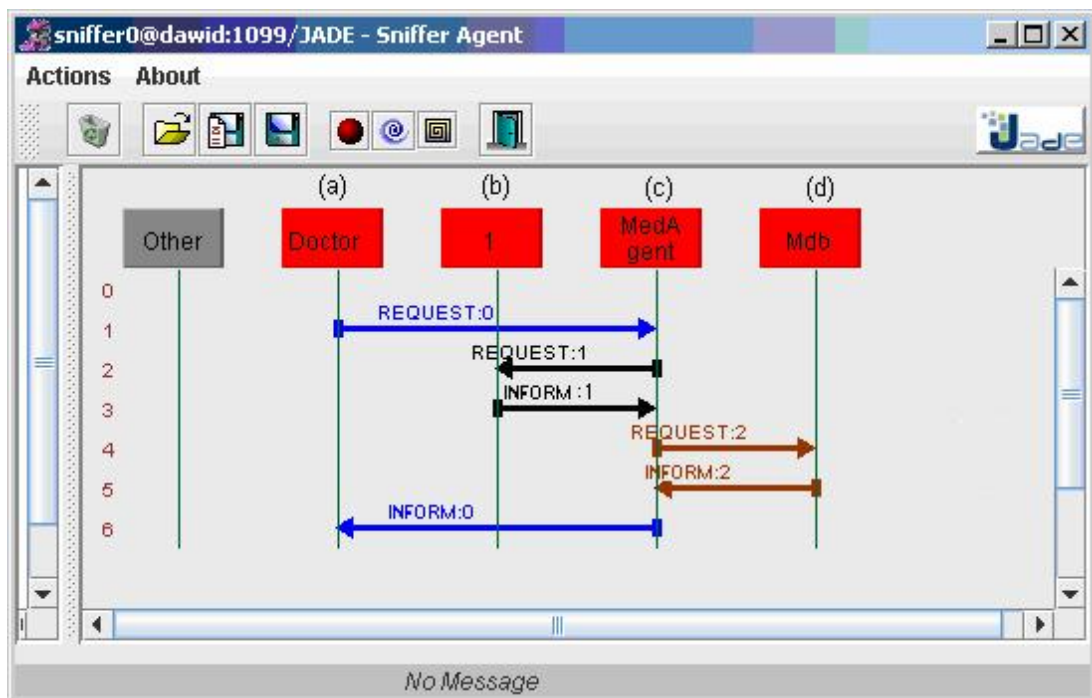 sniffer0@dawid:1099/JADE - Sniffer Agent
Actions About
Jade
(a) (b) (c) (d)
Other Doctor 1 MedA
gent Mdb
0
REQUEST:0
1
REQUEST:1
2
INFORM:1
3
REQUEST:2
4
INFORM:2
5
INFORM:0
6
No Message